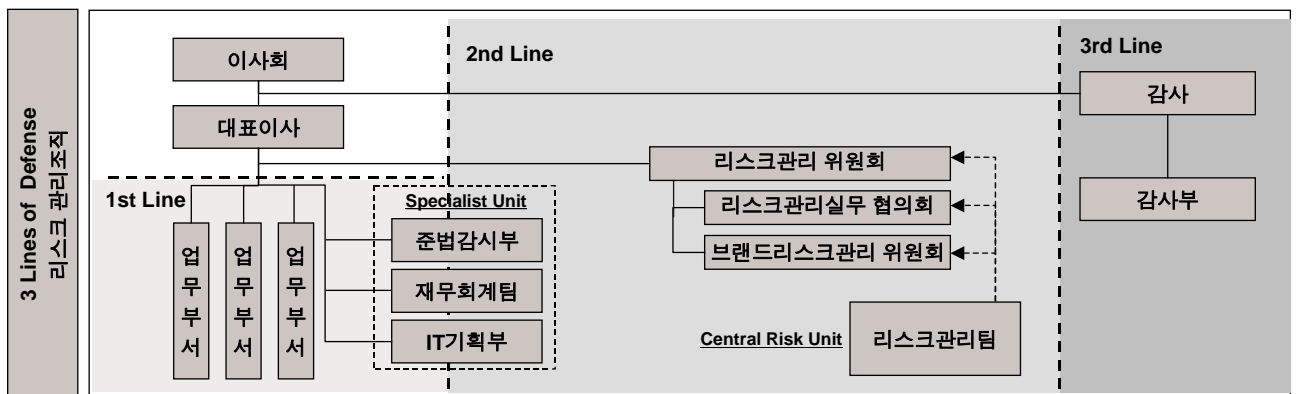 3 Lines of Defense
리스크 관리조직
이사회
대표이사
1st Line
업무부서
업무부서
업무부서
Specialist Unit
준법감시부
재무회계팀
IT기획부
2nd Line
리스크관리 위원회
리스크관리실무 협의회
브랜드리스크관리 위원회
Central Risk Unit
리스크관리팀
3rd Line
감사
감사부